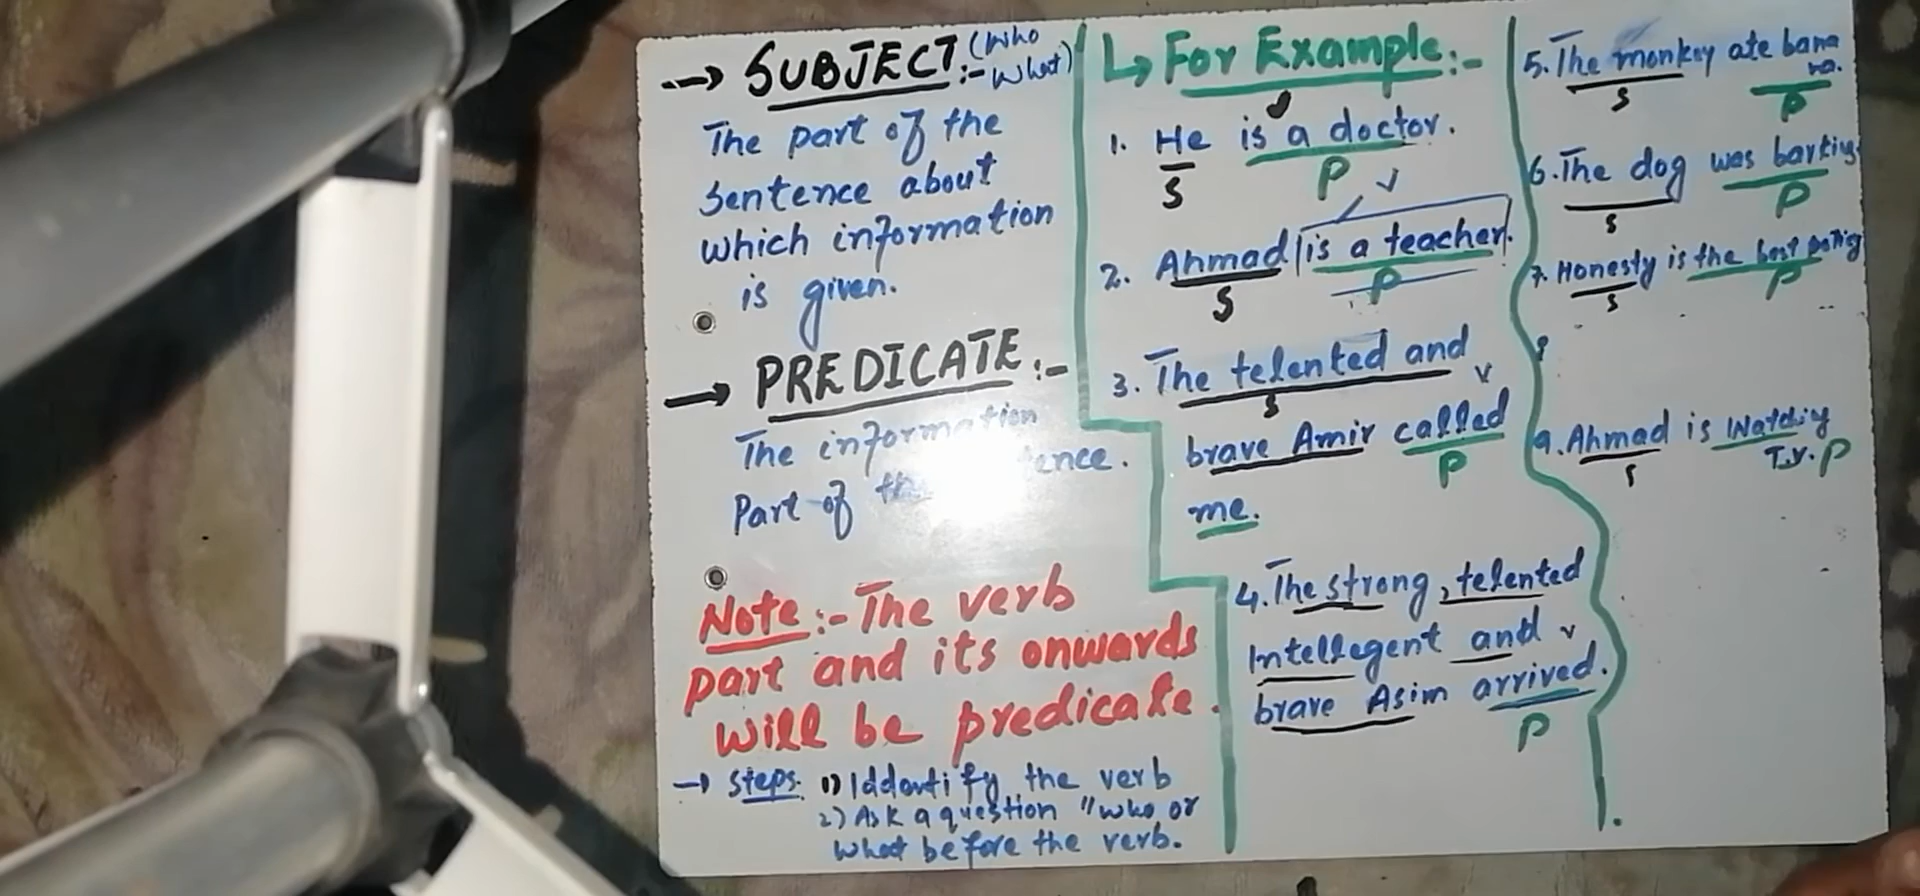 → SUBJECT:- (Who
What)
The part of the
sentence about
which information
is given.
→ PREDICATE:-
The information
Part of the tence.
Note:- The verb
part and its onwards
will be predicate.
→ Steps: 1) Iddentify the verb
2) Ask a question "who or
what before the verb.
↳ For Example:-
1. He is a doctor.
S P
2. Ahmad is a teacher.
S P
3. The telented and
S
brave Amir called
P
me.
4. The strong, telented
Intellegent and
brave Asim arrived.
P
5. The monkey ate bana
na.
S P
6. The dog was barking
S P
7. Honesty is the best
S P
9. Ahmad is watching
T.V. P
S